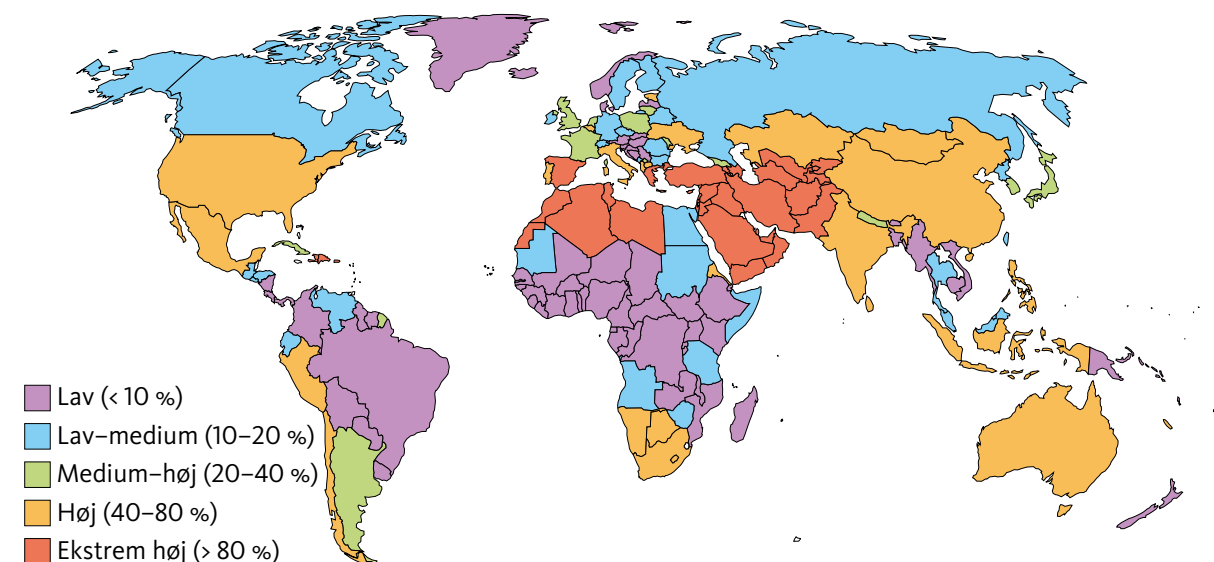 Lav (< 10 %)
Lav–medium (10–20 %)
Medium–høj (20–40 %)
Høj (40–80 %)
Ekstrem høj (> 80 %)